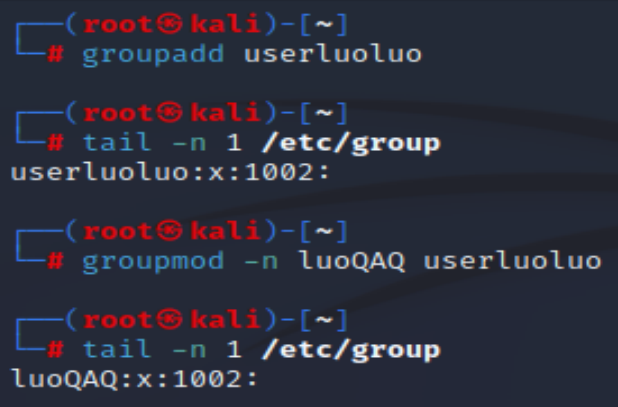 ┌──(root㉿kali)-[~]
└─# groupadd userluoluo
┌──(root㉿kali)-[~]
└─# tail -n 1 /etc/group
userluoluo:x:1002:
┌──(root㉿kali)-[~]
└─# groupmod -n luoQAQ userluoluo
┌──(root㉿kali)-[~]
└─# tail -n 1 /etc/group
luoQAQ:x:1002: